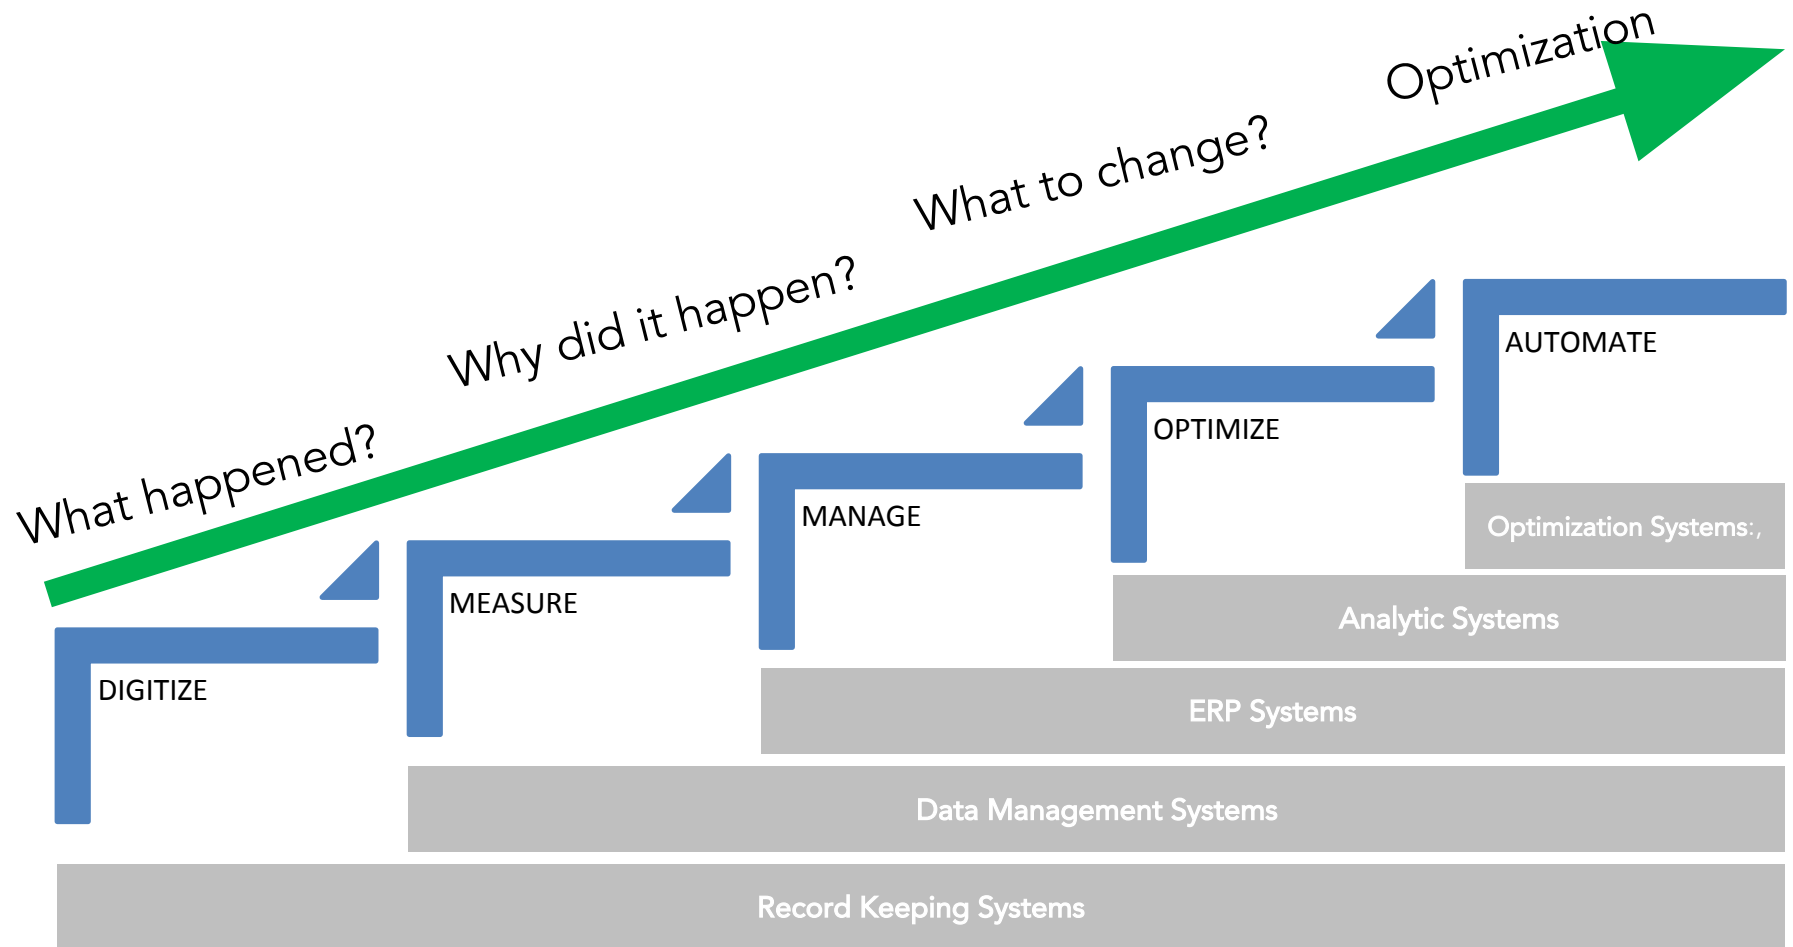 Optimization
What to change?
Why did it happen?
What happened?
AUTOMATE
OPTIMIZE
MANAGE
MEASURE
DIGITIZE
Optimization Systems:,
Analytic Systems
ERP Systems
Data Management Systems
Record Keeping Systems